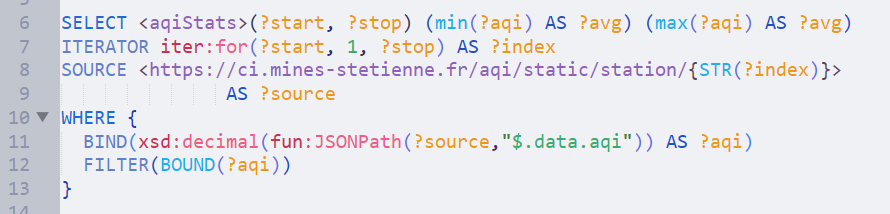 6 SELECT <aqiStats>(?start, ?stop) (min(?aqi) AS ?avg) (max(?aqi) AS ?avg)
7 ITERATOR iter:for(?start, 1, ?stop) AS ?index
8 SOURCE <https://ci.mines-stetienne.fr/aqi/static/station/{STR(?index)}>
9 AS ?source
10 WHERE {
11 BIND(xsd:decimal(fun:JSONPath(?source,"$.data.aqi")) AS ?aqi)
12 FILTER(BOUND(?aqi))
13 }
14